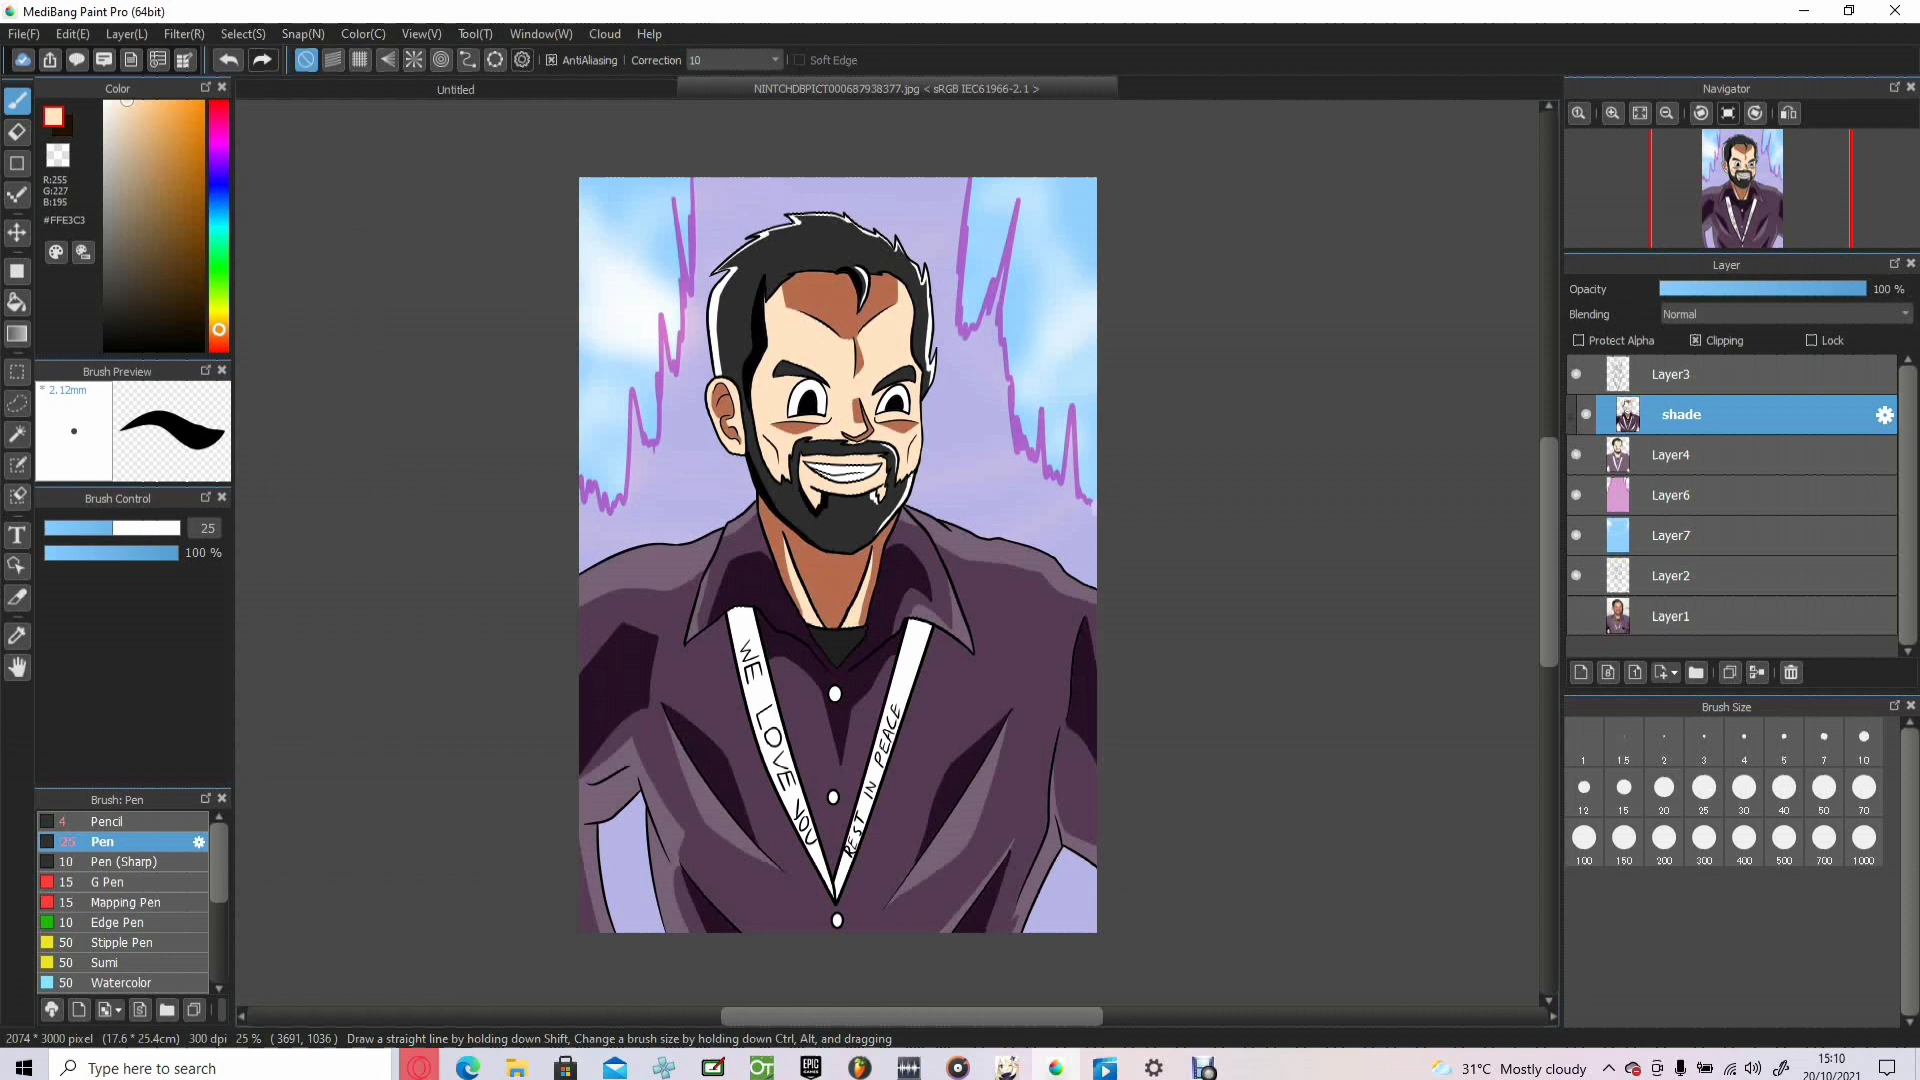 MediBang Paint Pro (64bit)
File(F) Edit(E) Layer(L) Filter(R) Select(S) Snap(N) Color(C) View(V) Tool(T) Window(W) Cloud Help
AntiAliasing Correction 10 Soft Edge
Color
Untitled
NINTCHDBPICT000687938377.jpg < sRGB IEC61966-2.1 >
Navigator
R:255
G:227
B:195
#FFE3C3
Layer
Opacity 100 %
Blending Normal
Protect Alpha Clipping Lock
Brush Preview
* 2.12mm
Layer3
shade
Layer4
Layer6
Layer7
Layer2
Layer1
Brush Control
25
100 %
T
WE LOVE YOU
REST IN PEACE
Brush Size
1 1.5 2 3 4 5 7 10
12 15 20 25 30 40 50 70
100 150 200 300 400 500 700 1000
Brush: Pen
4 Pencil
25 Pen
10 Pen (Sharp)
15 G Pen
15 Mapping Pen
10 Edge Pen
50 Stipple Pen
50 Sumi
50 Watercolor
2074 * 3000 pixel (17.6 * 25.4cm) 300 dpi 25 % ( 3691, 1036 ) Draw a straight line by holding down Shift, Change a brush size by holding down Ctrl, Alt, and dragging
Type here to search
OT
EPIC GAMES
31°C Mostly cloudy
15:10
20/10/2021